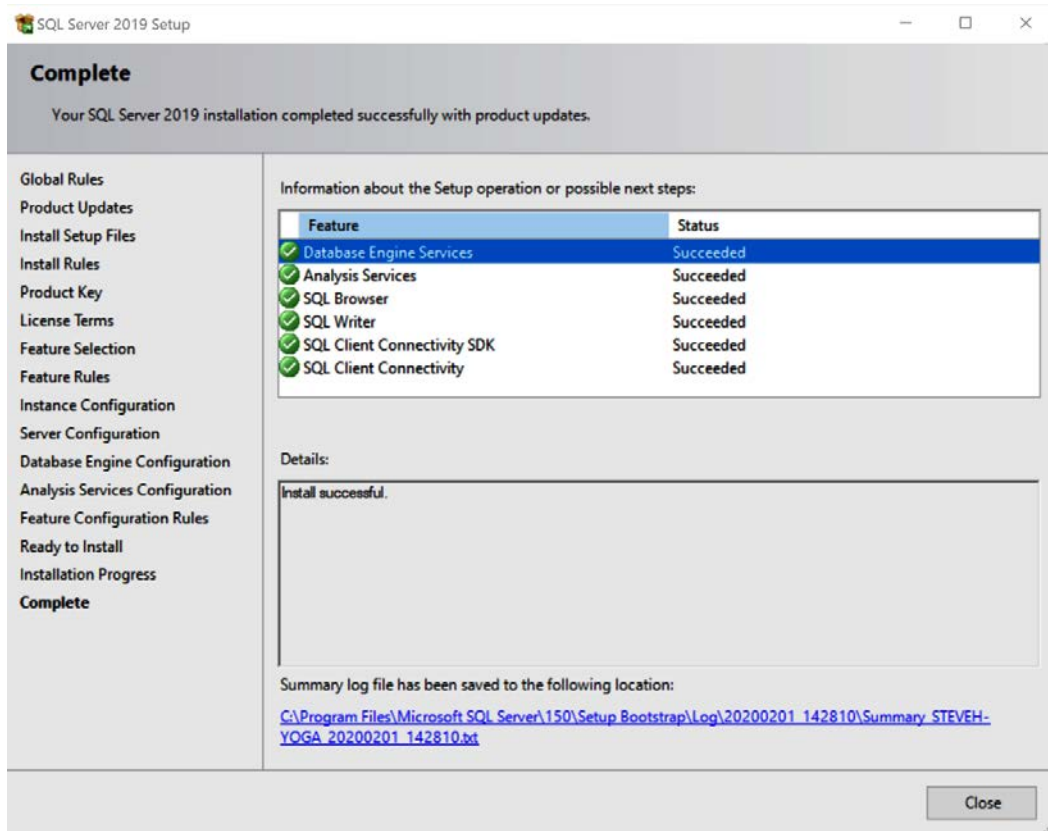 SQL Server 2019 Setup
Complete
Your SQL Server 2019 installation completed successfully with product updates.
Global Rules
Product Updates
Install Setup Files
Install Rules
Product Key
License Terms
Feature Selection
Feature Rules
Instance Configuration
Server Configuration
Database Engine Configuration
Analysis Services Configuration
Feature Configuration Rules
Ready to Install
Installation Progress
Complete
Information about the Setup operation or possible next steps:
Feature Status
Database Engine Services Succeeded
Analysis Services Succeeded
SQL Browser Succeeded
SQL Writer Succeeded
SQL Client Connectivity SDK Succeeded
SQL Client Connectivity Succeeded
Details:
Install successful.
Summary log file has been saved to the following location:
C:\Program Files\Microsoft SQL Server\150\Setup Bootstrap\Log\20200201_142810\Summary_STEVEH-
YOGA_20200201_142810.txt
Close